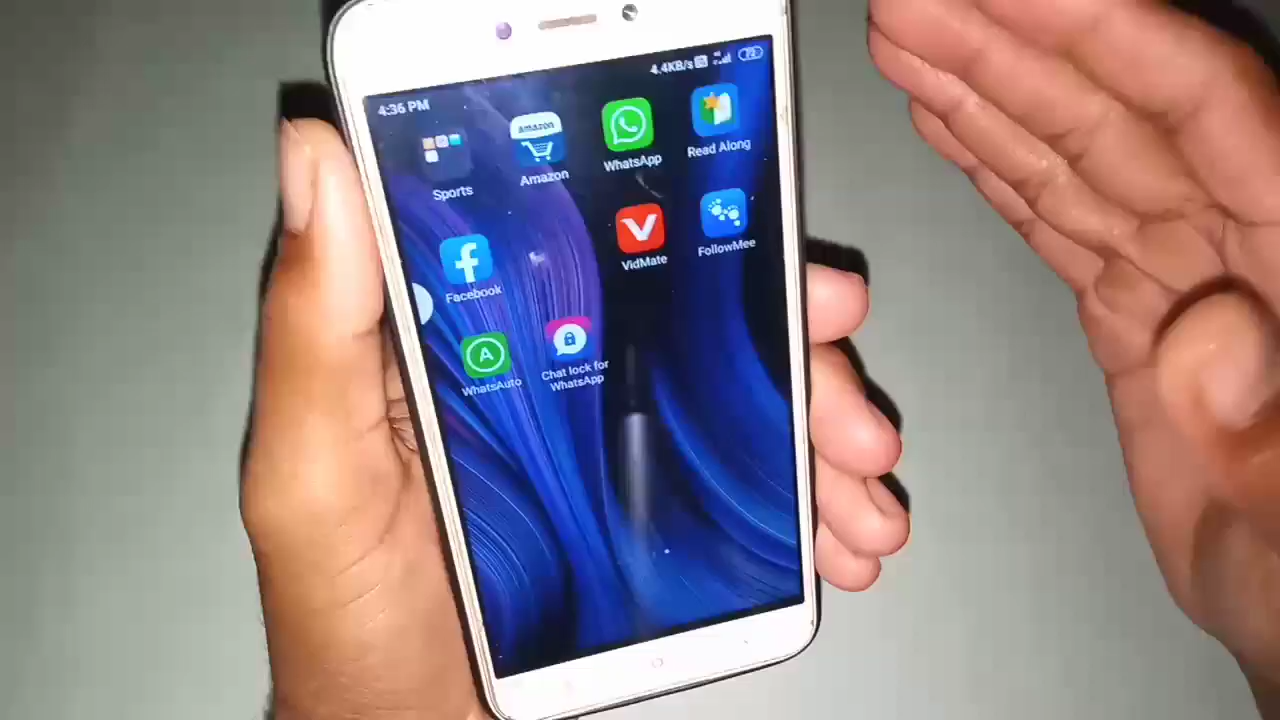 4:36 PM
4.4KB/s
73
Sports
amazon
Amazon
WhatsApp
Read Along
Facebook
VidMate
FollowMee
A
WhatsAuto
Chat lock for
WhatsApp